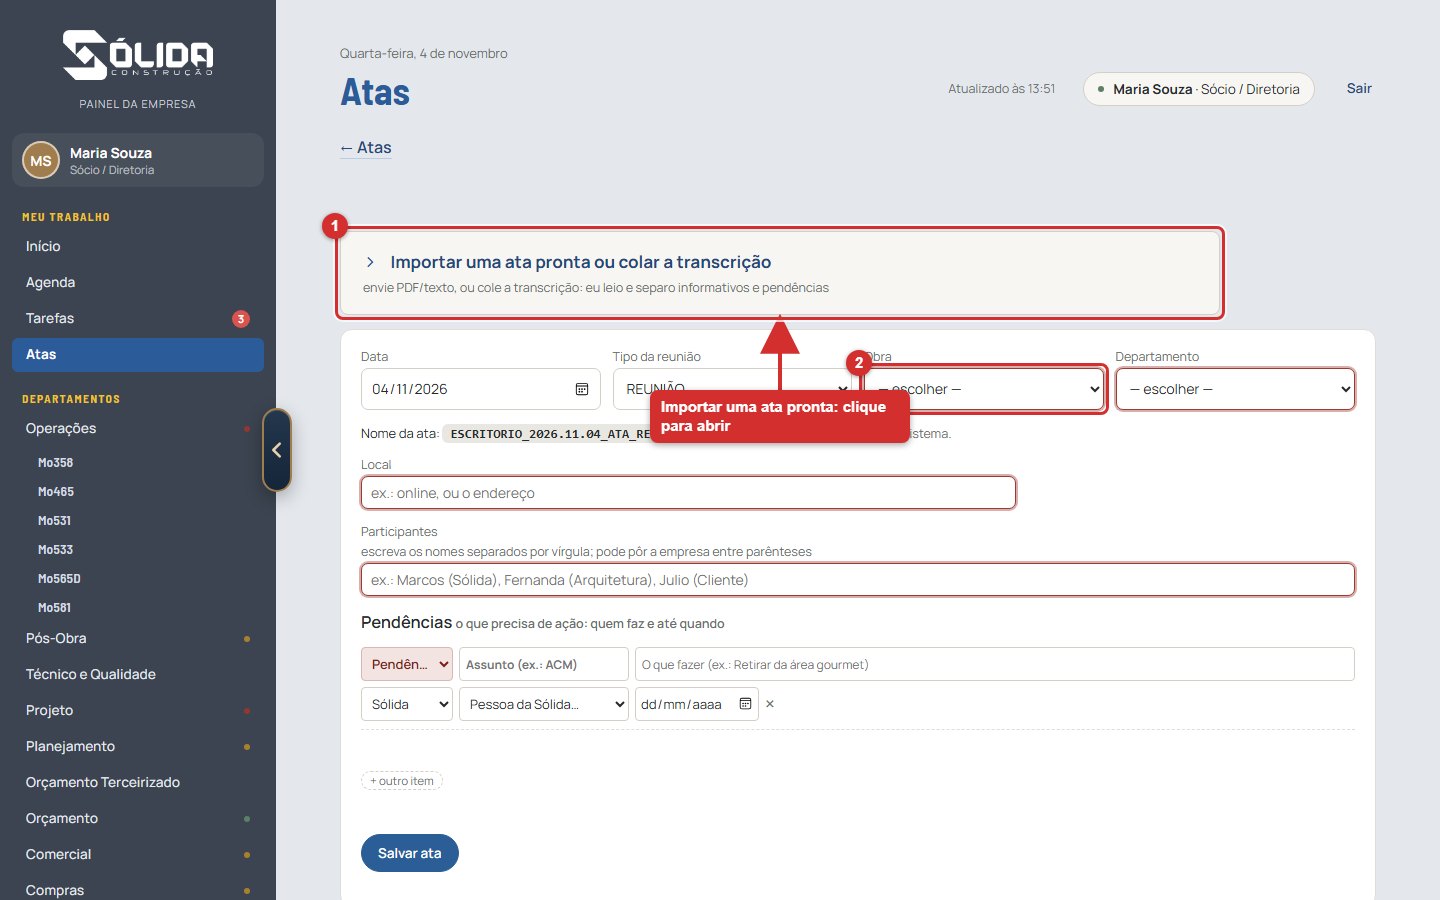 SÓLIDA
CONSTRUÇÃO
PAINEL DA EMPRESA
MS
Maria Souza
Sócio / Diretoria
MEU TRABALHO
Início
Agenda
Tarefas
3
Atas
DEPARTAMENTOS
Operações
Mo358
Mo465
Mo531
Mo533
Mo565D
Mo581
Pós-Obra
Técnico e Qualidade
Projeto
Planejamento
Orçamento Terceirizado
Orçamento
Comercial
Compras
Quarta-feira, 4 de novembro
Atas
Atualizado às 13:51
Maria Souza · Sócio / Diretoria
Sair
← Atas
1
Importar uma ata pronta ou colar a transcrição
envie PDF/texto, ou cole a transcrição: eu leio e separo informativos e pendências
Data
Tipo da reunião
2
Obra
Departamento
04/11/2026
REUNIÃO
— escolher —
— escolher —
Importar uma ata pronta: clique
para abrir
Nome da ata: ESCRITORIO_2026.11.04_ATA_RE
Local
ex.: online, ou o endereço
Participantes
escreva os nomes separados por vírgula; pode pôr a empresa entre parênteses
ex.: Marcos (Sólida), Fernanda (Arquitetura), Julio (Cliente)
Pendências o que precisa de ação: quem faz e até quando
Pendên...
Assunto (ex.: ACM)
O que fazer (ex.: Retirar da área gourmet)
Sólida
Pessoa da Sólida...
dd/mm/aaaa
×
+ outro item
Salvar ata